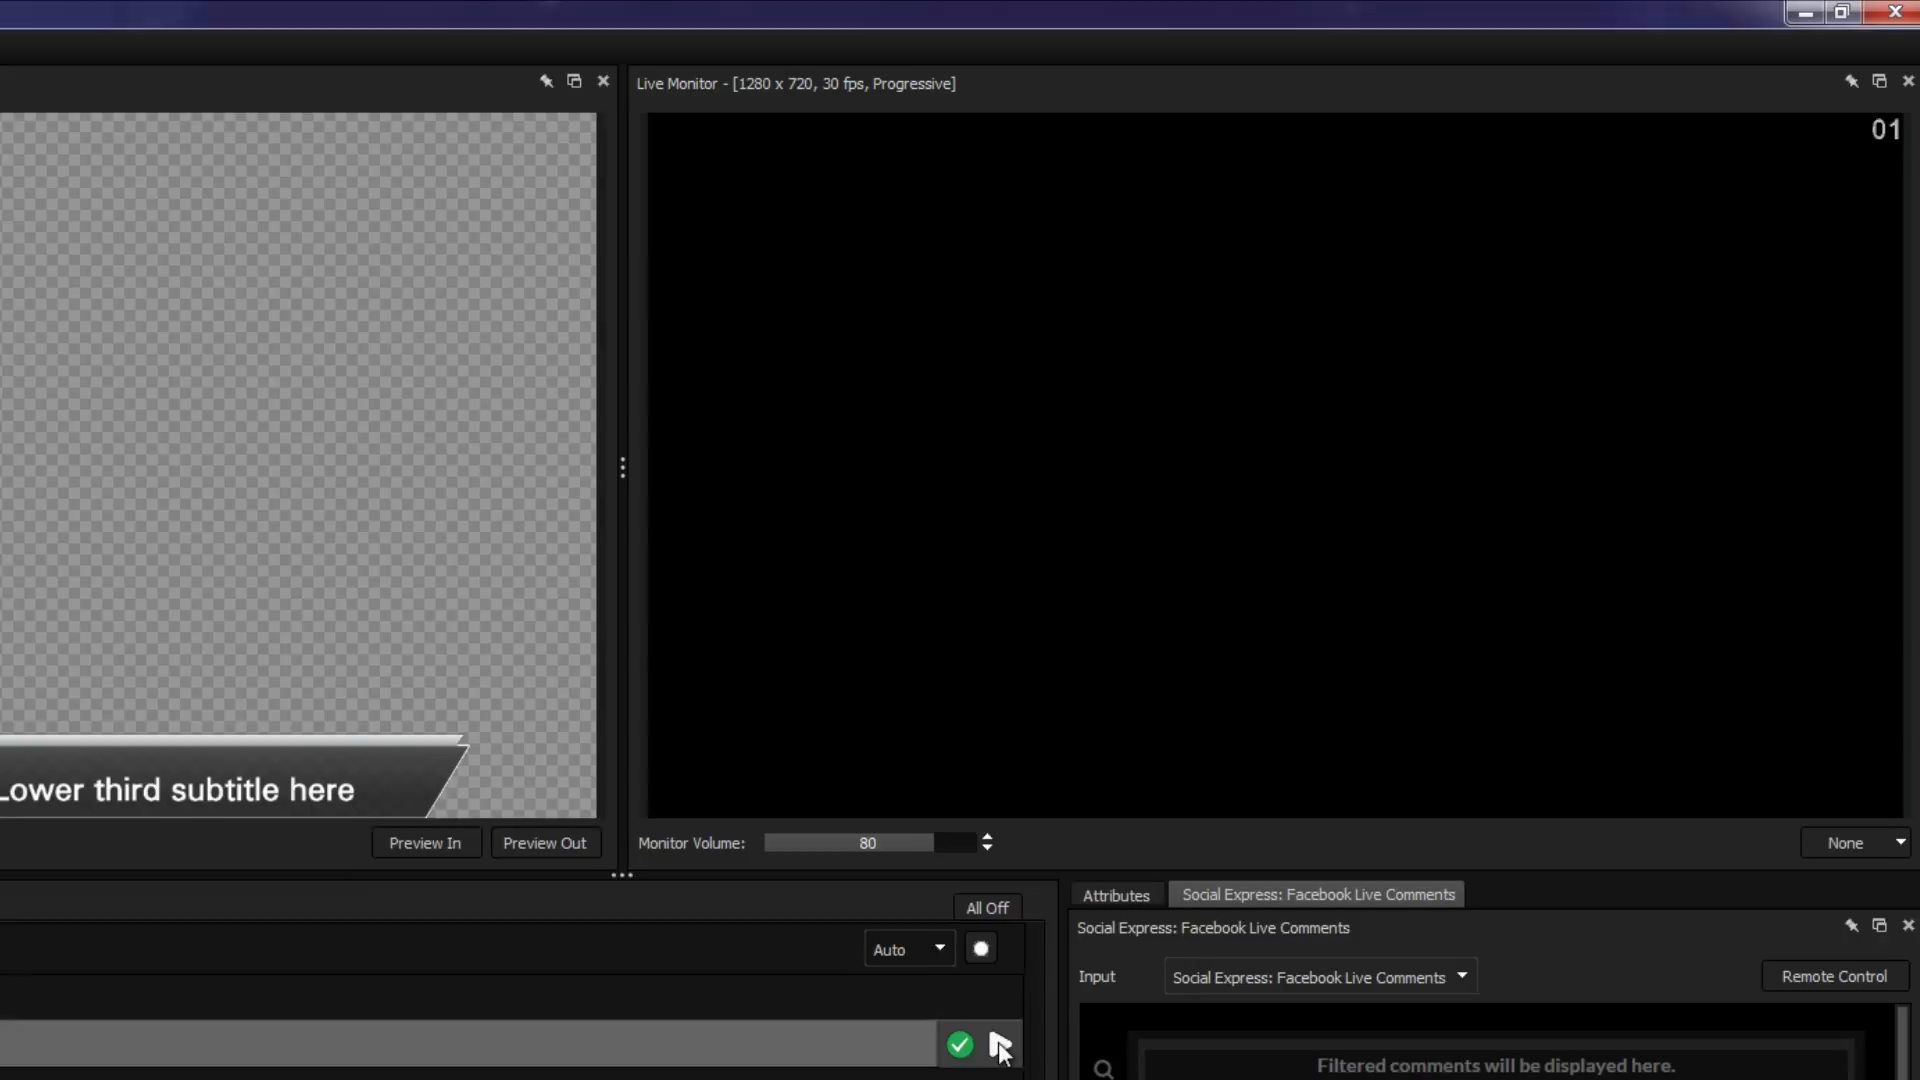 Live Monitor - [1280 x 720, 30 fps, Progressive]
01
Lower third subtitle here
Preview In
Preview Out
Monitor Volume:
80
None
All Off
Attributes
Social Express: Facebook Live Comments
Auto
Social Express: Facebook Live Comments
Input
Social Express: Facebook Live Comments
Remote Control
Filtered comments will be displayed here.